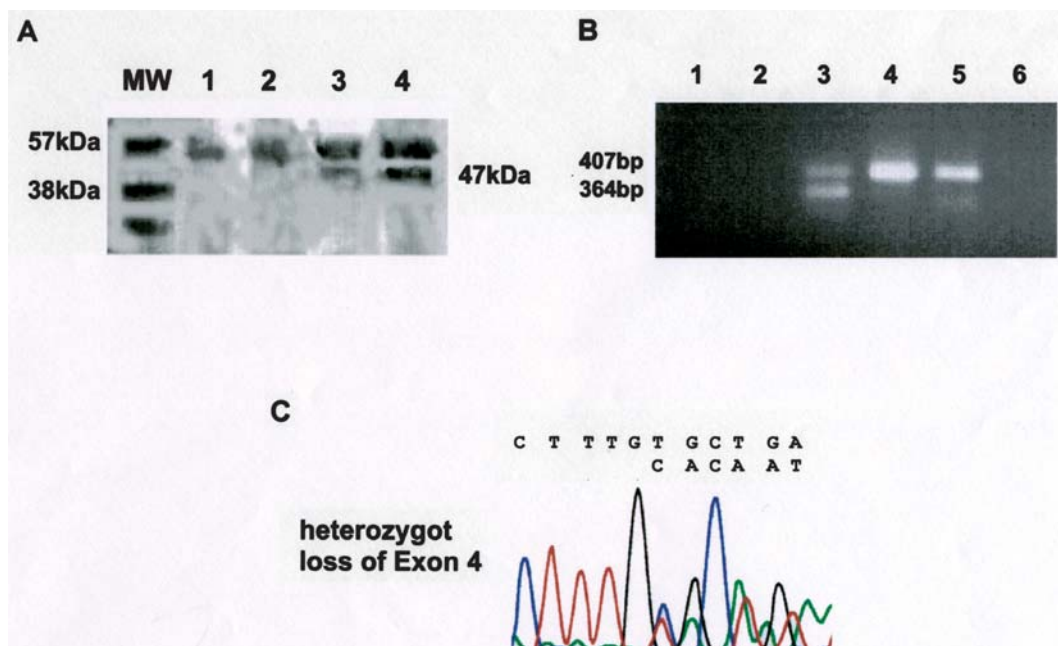 A
MW 1 2 3 4
57kDa
38kDa
47kDa
B
1 2 3 4 5 6
407bp
364bp
C
C T T T G T G C T G A
C A C A A T
heterozygot
loss of Exon 4